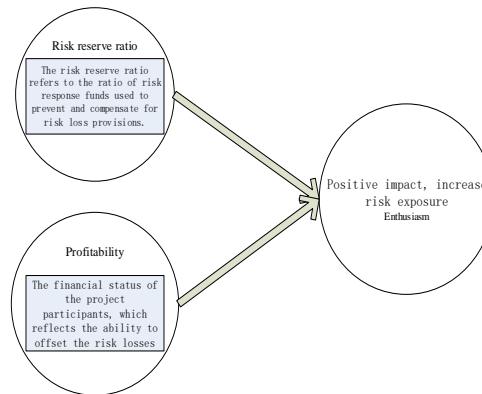 Risk reserve ratio
The risk reserve ratio
refers to the ratio of risk
response funds used to
prevent and compensate for
risk loss provisions.
Positive impact, increase
risk exposure
Enthusiasm
Profitability
The financial status of
the project
participants, which
reflects the ability to
offset the risk losses